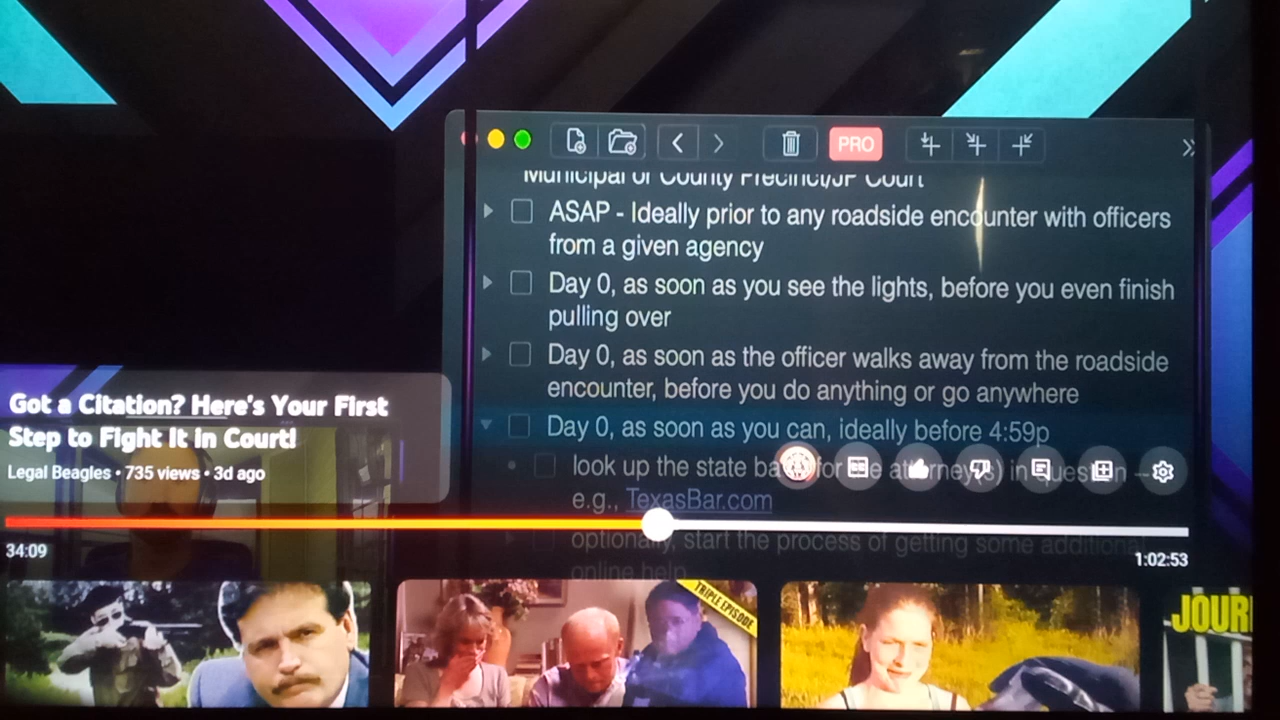 PRO
Municipal or County Precinct/JP Court
ASAP - Ideally prior to any roadside encounter with officers
from a given agency
Day 0, as soon as you see the lights, before you even finish
pulling over
Day 0, as soon as the officer walks away from the roadside
encounter, before you do anything or go anywhere
Day 0, as soon as you can, ideally before 4:59p
look up the state ba for the attorney(s) in question --
e.g., TexasBar.com
optionally, start the process of getting some additional
online help
Got a Citation? Here's Your First
Step to Fight It in Court!
Legal Beagles • 735 views • 3d ago
34:09
1:02:53
TRIPLE EPISODE
JOUR